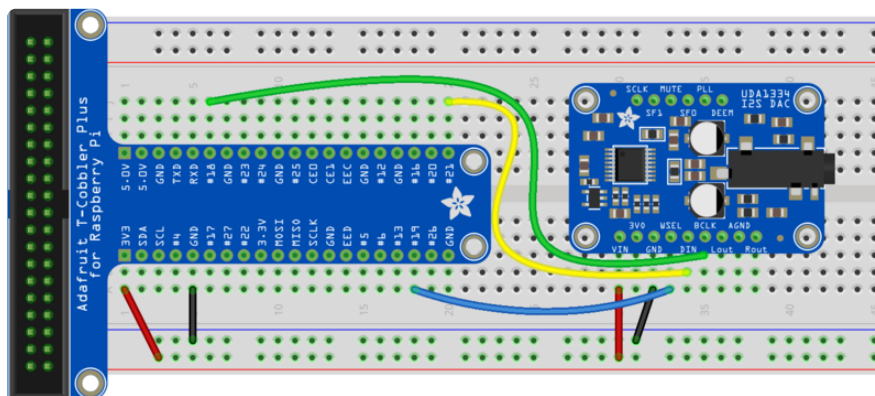 Adafruit T-Cobbler Plus
for Raspberry Pi
5.0V 5.0V GND TXD RXD #18 GND #23 #24 GND #25 CE0 CE1 EEC GND #12 GND #16 #20 #21
3V3 SDA SCL #4 GND #17 #27 #22 3.3V MOSI MISO SCLK GND EED #5 #6 #13 #19 #26 GND
5 10 25
1 10 15 20 30 35 40 45
SCLK MUTE PLL
SF1 SF0 DEEM
UDA1334
I2S DAC
3V0 WSEL BCLK AGND
VIN GND DIN Lout Rout